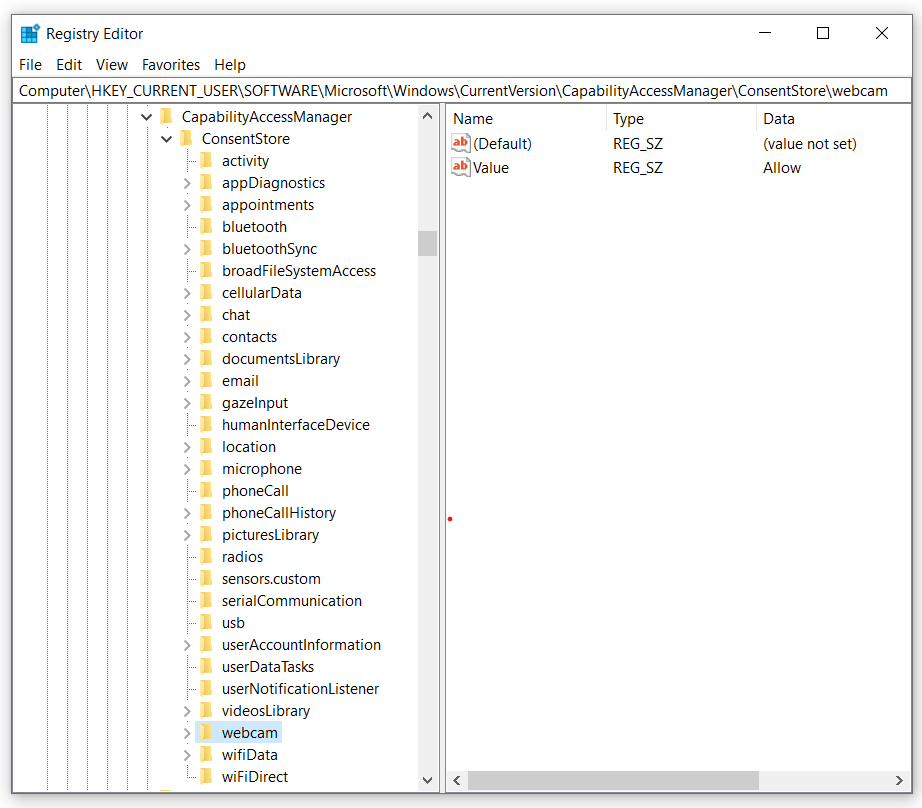 Registry Editor
File Edit View Favorites Help
Computer\HKEY_CURRENT_USER\SOFTWARE\Microsoft\Windows\CurrentVersion\CapabilityAccessManager\ConsentStore\webcam
CapabilityAccessManager
ConsentStore
activity
appDiagnostics
appointments
bluetooth
bluetoothSync
broadFileSystemAccess
cellularData
chat
contacts
documentsLibrary
email
gazeInput
humanInterfaceDevice
location
microphone
phoneCall
phoneCallHistory
picturesLibrary
radios
sensors.custom
serialCommunication
usb
userAccountInformation
userDataTasks
userNotificationListener
videosLibrary
webcam
wifiData
wiFiDirect
Name Type Data
ab (Default) REG_SZ (value not set)
ab Value REG_SZ Allow